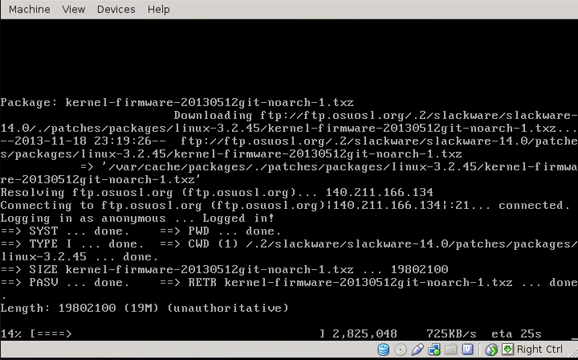 Machine View Devices Help
Package: kernel-firmware-20130512git-noarch-1.txz
Downloading ftp://ftp.osuosl.org/.2/slackware/slackware-
14.0/./patches/packages/linux-3.2.45/kernel-firmware-20130512git-noarch-1.txz...
--2013-11-18 23:19:26-- ftp://ftp.osuosl.org/.2/slackware/slackware-14.0/patche
s/packages/linux-3.2.45/kernel-firmware-20130512git-noarch-1.txz
=> '/var/cache/packages/./patches/packages/linux-3.2.45/kernel-firmwa
re-20130512git-noarch-1.txz'
Resolving ftp.osuosl.org (ftp.osuosl.org)... 140.211.166.134
Connecting to ftp.osuosl.org (ftp.osuosl.org)|140.211.166.134|:21... connected.
Logging in as anonymous ... Logged in!
==> SYST ... done. ==> PWD ... done.
==> TYPE I ... done. ==> CWD (1) /.2/slackware/slackware-14.0/patches/packages/
linux-3.2.45 ... done.
==> SIZE kernel-firmware-20130512git-noarch-1.txz ... 19802100
==> PASV ... done. ==> RETR kernel-firmware-20130512git-noarch-1.txz ... done
.
Length: 19802100 (19M) (unauthoritative)
14% [====> ] 2,825,048 725KB/s eta 25s _
Right Ctrl